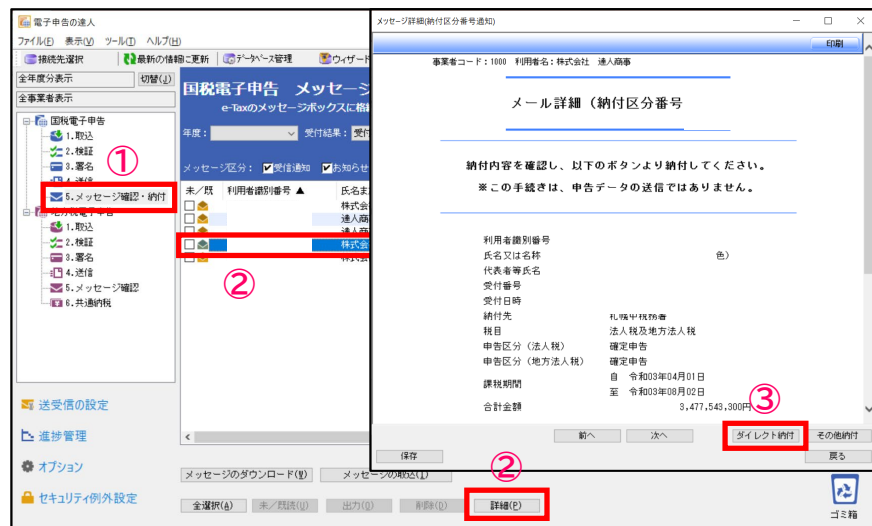 電子申告の達人
ファイル(F) 表示(V) ツール(T) ヘルプ(H)
接続先選択 最新の情報に更新 データベース管理 ウィザード
全年度分表示 切替(J)
全事業者表示
国税電子申告
1.取込
2.検証
3.署名
4.送信
①
5.メッセージ確認・納付
地方税電子申告
1.取込
2.検証
3.署名
4.送信
5.メッセージ確認
6.共通納税
送受信の設定
進捗管理
オプション
セキュリティ例外設定
国税電子申告 メッセージ
e-Taxのメッセージボックスに格
年度： 受付結果： 受付
メッセージ区分： 受信通知 お知らせ
未/既 利用者識別番号 ▲ 氏名ま
株式会
達人商
達人商
株式会
株式会
②
メッセージのダウンロード(W) メッセージの取込(I)
②
全選択(A) 未/既読(U) 出力(O) 削除(D) 詳細(P)
ゴミ箱
メッセージ詳細(納付区分番号通知)
印刷
事業者コード：1000 利用者名：株式会社 達人商事
メール詳細（納付区分番号
納付内容を確認し、以下のボタンより納付してください。
※この手続きは、申告データの送信ではありません。
利用者識別番号
氏名又は名称 色）
代表者等氏名
受付番号
受付日時
納付先 札幌中税務署
税目 法人税及地方法人税
申告区分（法人税） 確定申告
申告区分（地方法人税） 確定申告
課税期間 自 令和03年04月01日
至 令和03年08月02日
合計金額 3,477,543,300円
③
前へ 次へ ダイレクト納付 その他納付
保存 戻る